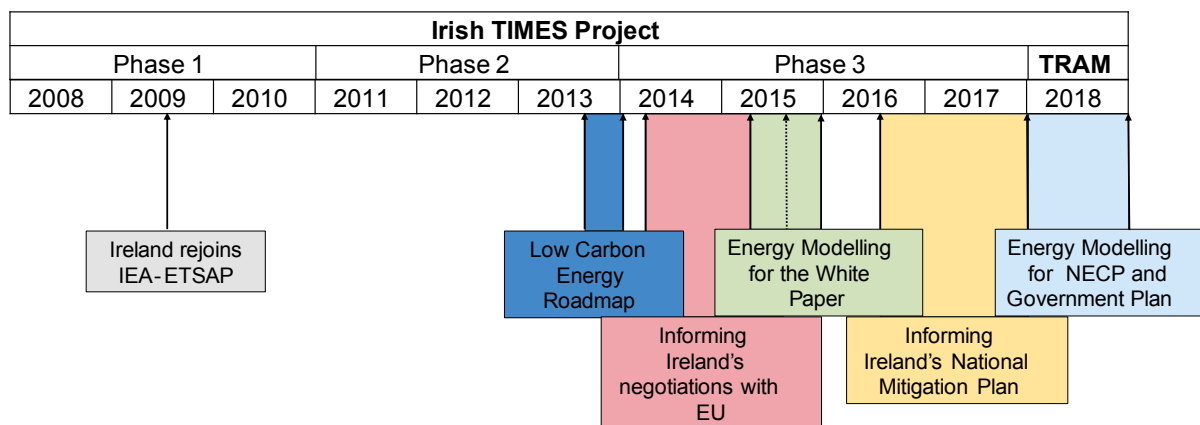 Irish TIMES Project
Phase 1 Phase 2 Phase 3 TRAM
2008 2009 2010 2011 2012 2013 2014 2015 2016 2017 2018
Ireland rejoins
IEA-ETSAP
Low Carbon
Energy
Roadmap
Informing
Ireland's
negotiations with
EU
Energy Modelling
for the White
Paper
Informing
Ireland's National
Mitigation Plan
Energy Modelling
for NECP and
Government Plan